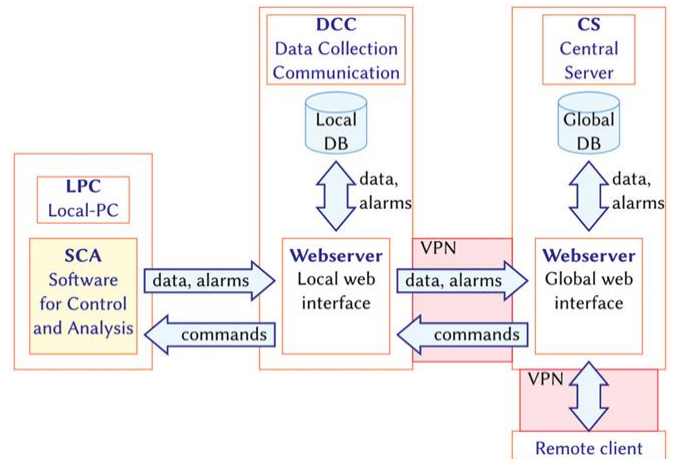 DCC
Data Collection
Communication
CS
Central
Server
Local
DB
Global
DB
data,
alarms
data,
alarms
LPC
Local-PC
SCA
Software
for Control
and Analysis
data, alarms
commands
Webserver
Local web
interface
VPN
data, alarms
commands
Webserver
Global web
interface
VPN
Remote client